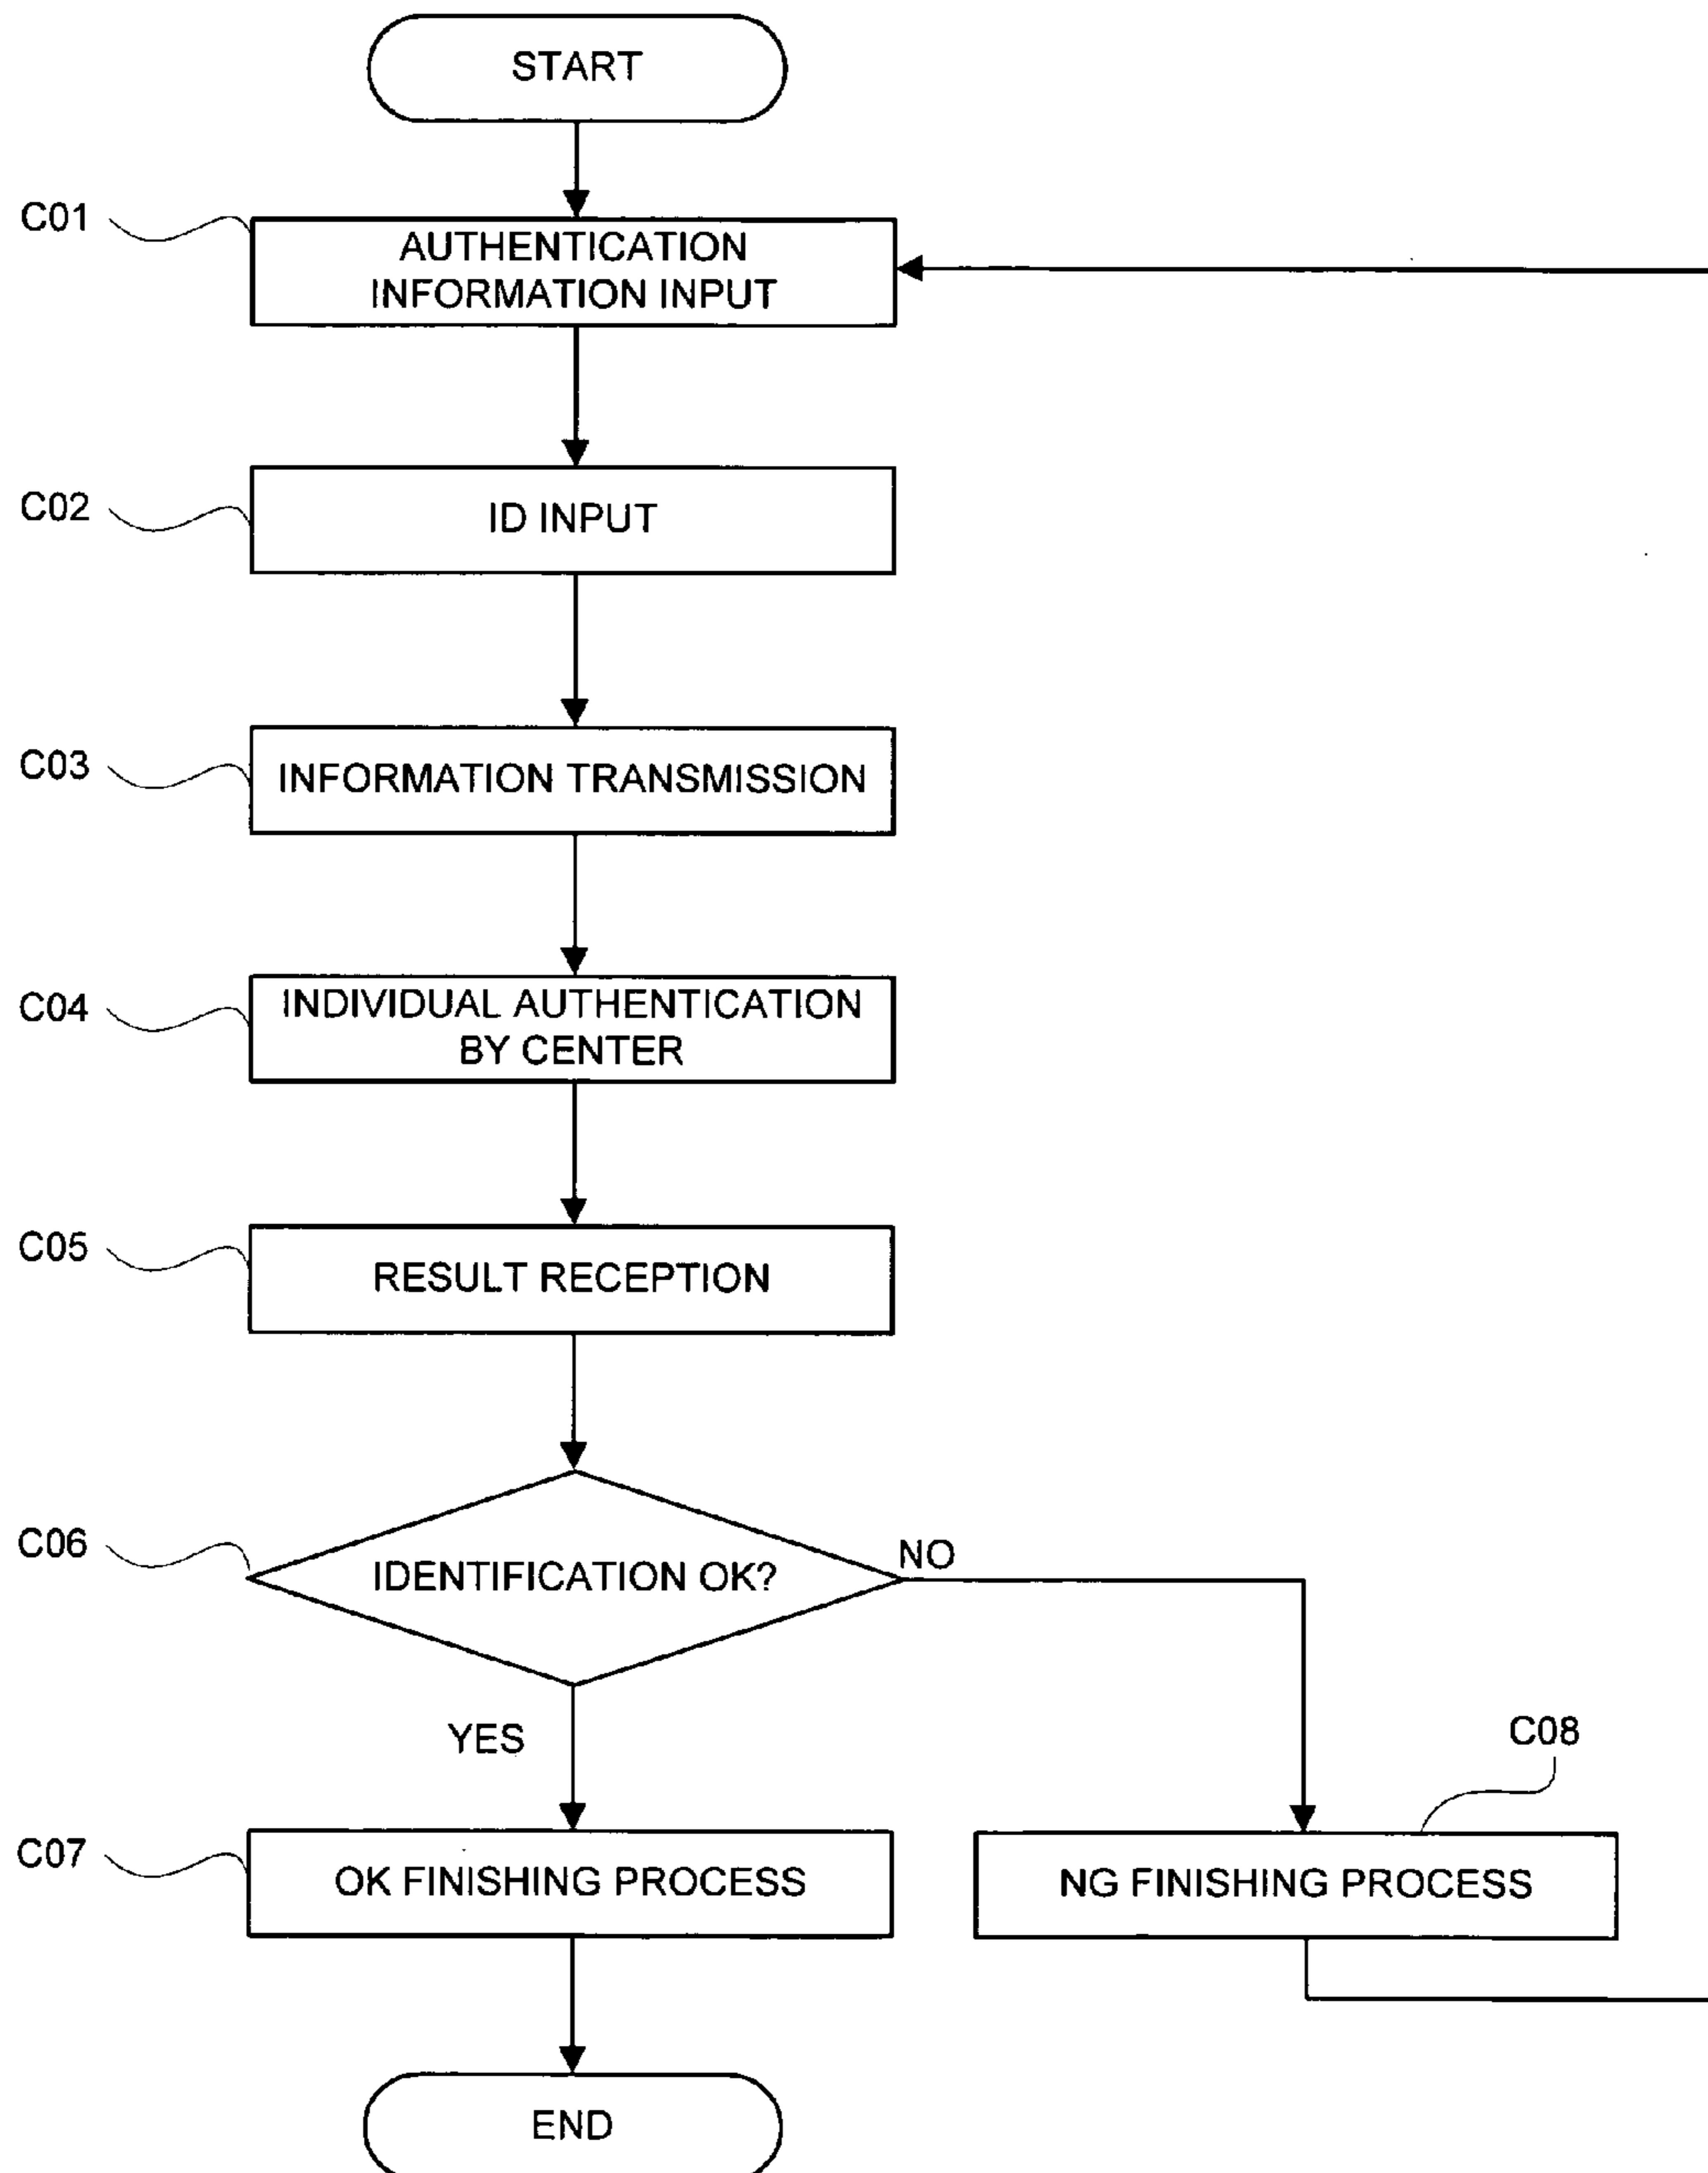 START
C01
AUTHENTICATION
INFORMATION INPUT
C02
ID INPUT
C03
INFORMATION TRANSMISSION
C04
INDIVIDUAL AUTHENTICATION
BY CENTER
C05
RESULT RECEPTION
C06
IDENTIFICATION OK?
NO
YES
C08
C07
OK FINISHING PROCESS
NG FINISHING PROCESS
END